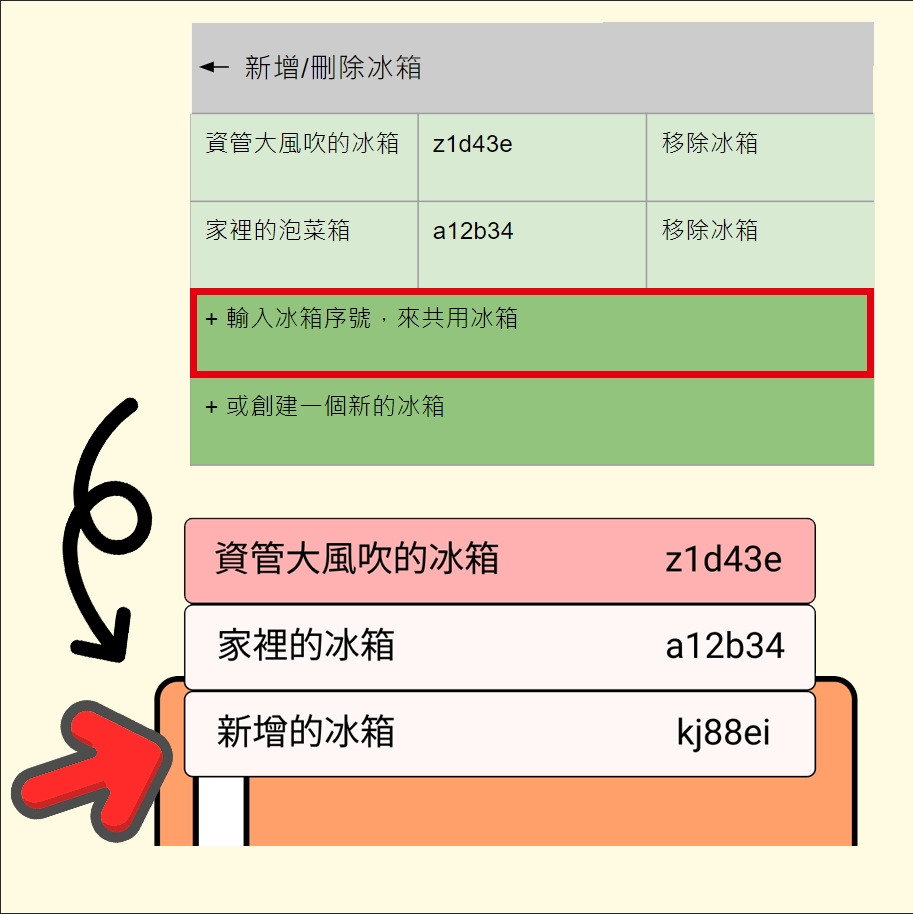 ← 新增/刪除冰箱
資管大風吹的冰箱 z1d43e 移除冰箱
家裡的泡菜箱 a12b34 移除冰箱
+ 輸入冰箱序號，來共用冰箱
+ 或創建一個新的冰箱
資管大風吹的冰箱 z1d43e
家裡的冰箱 a12b34
新增的冰箱 kj88ei